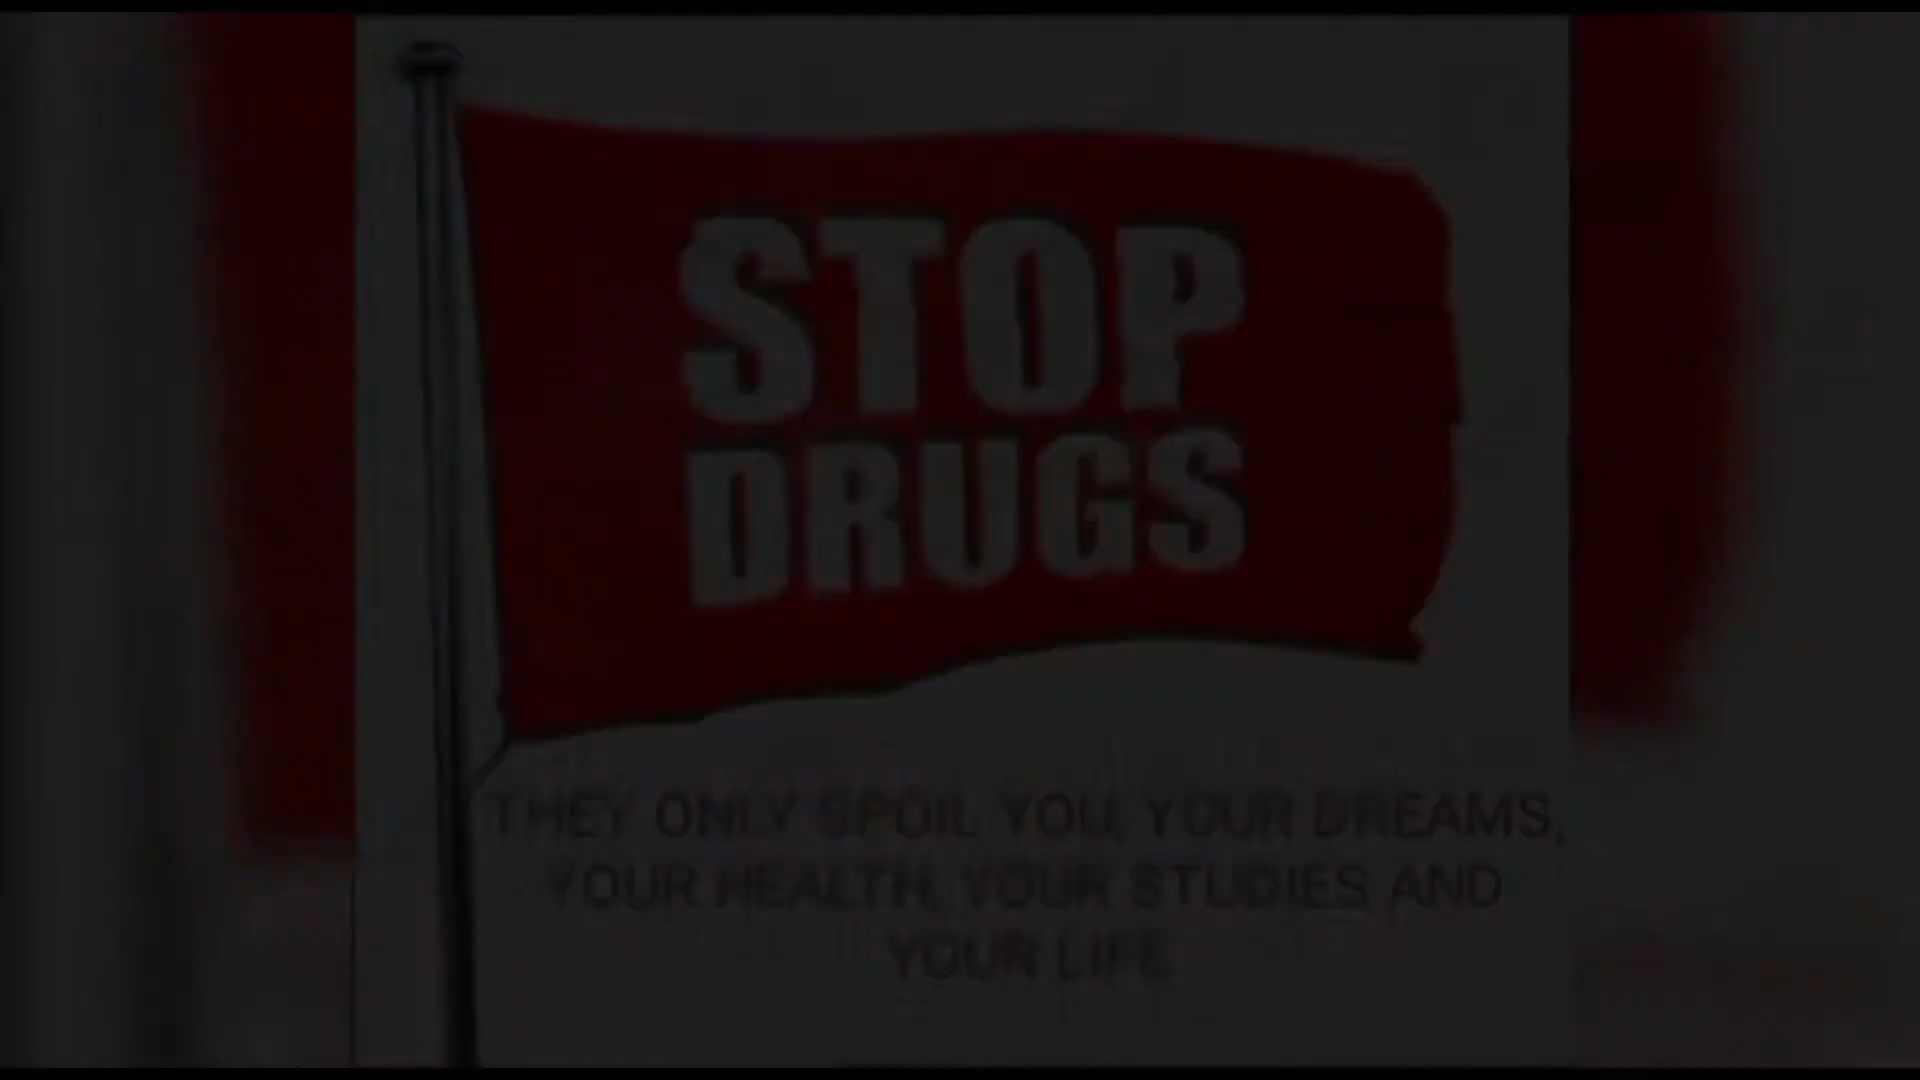 STOP
DRUGS
THEY ONLY SPOIL YOU, YOUR DREAMS,
YOUR HEALTH, YOUR STUDIES AND
YOUR LIFE